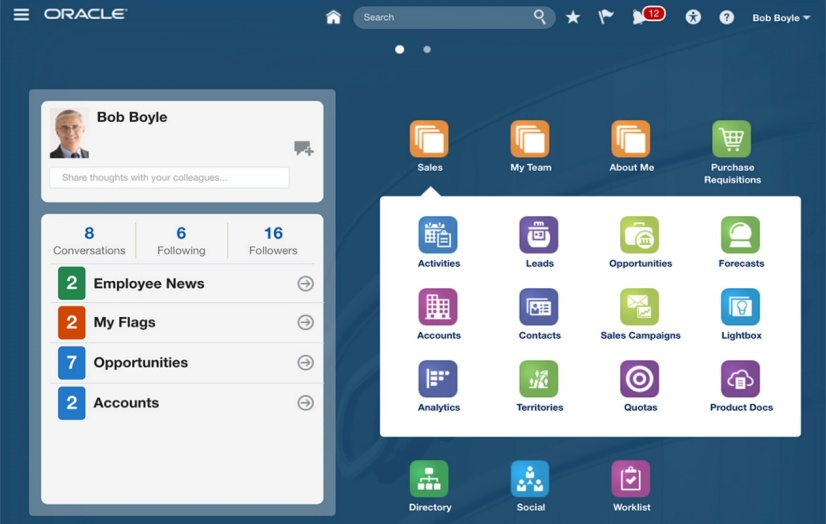 ORACLE
Search
12
Bob Boyle
Bob Boyle
Share thoughts with your colleagues...
8 6 16
Conversations Following Followers
2 Employee News
2 My Flags
7 Opportunities
2 Accounts
Sales My Team About Me Purchase
Requisitions
Activities Leads Opportunities Forecasts
Accounts Contacts Sales Campaigns Lightbox
Analytics Territories Quotas Product Docs
Directory Social Worklist